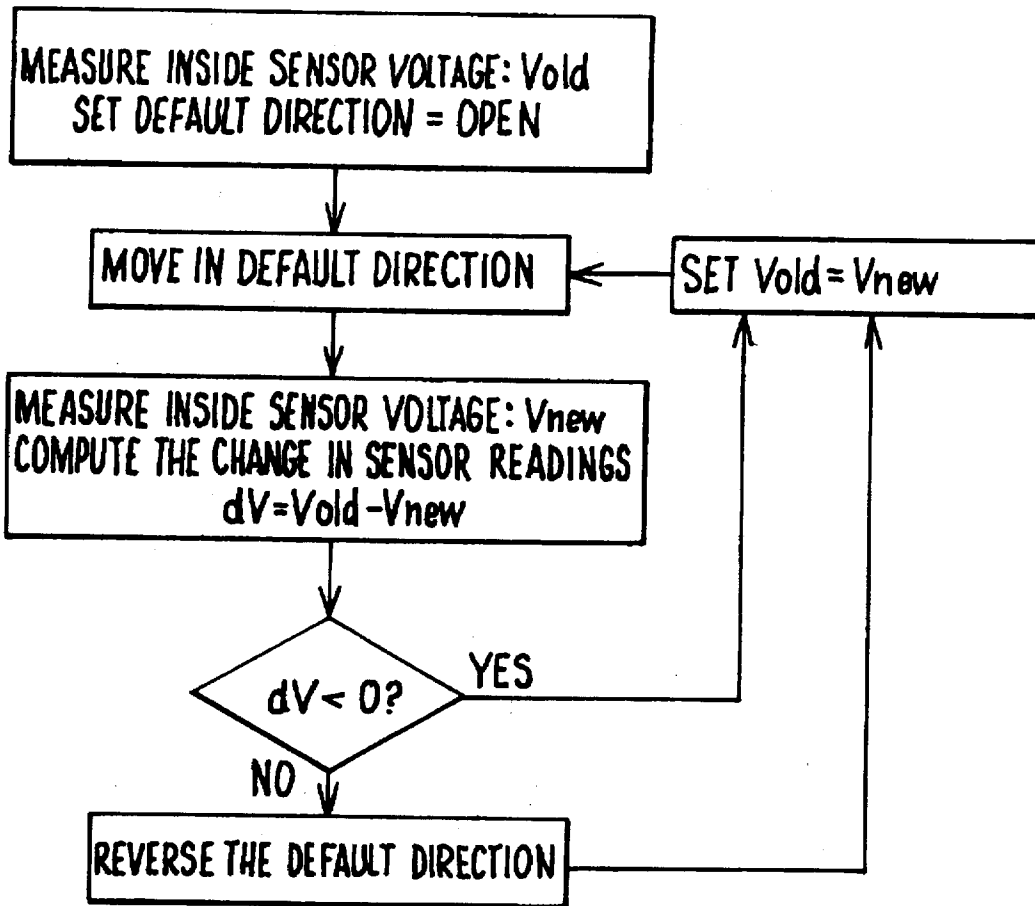 MEASURE INSIDE SENSOR VOLTAGE: Vold
SET DEFAULT DIRECTION = OPEN
MOVE IN DEFAULT DIRECTION
SET Vold = Vnew
MEASURE INSIDE SENSOR VOLTAGE: Vnew
COMPUTE THE CHANGE IN SENSOR READINGS
dV=Vold-Vnew
dV < 0?
YES
NO
REVERSE THE DEFAULT DIRECTION